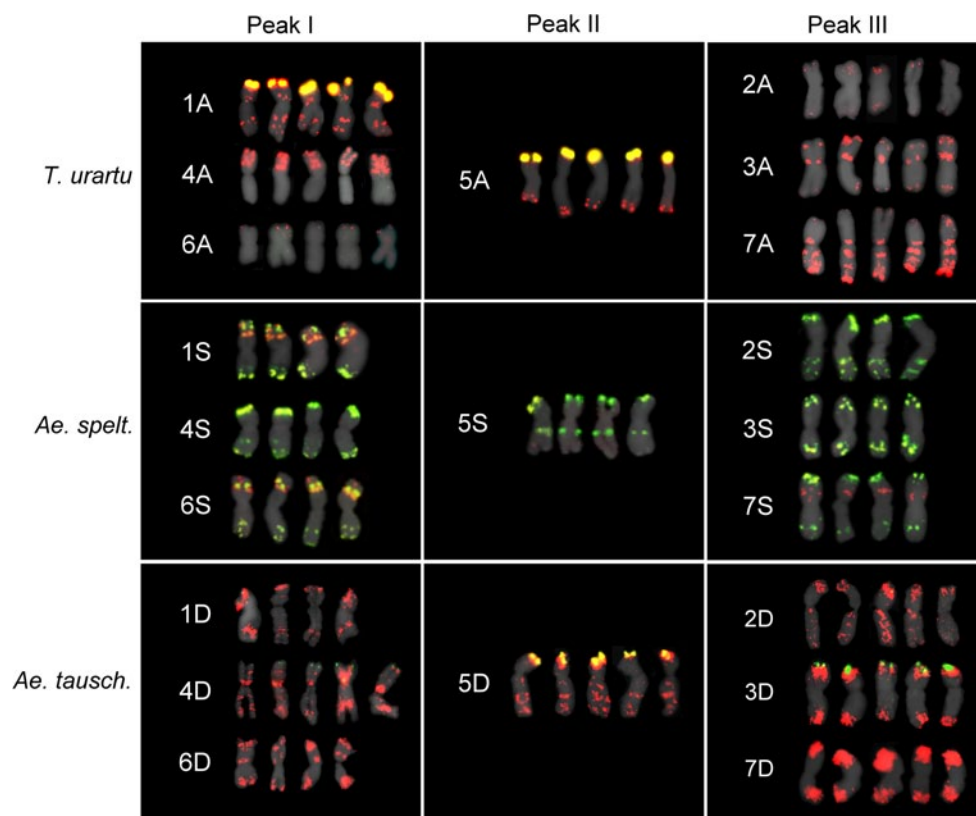 Peak I Peak II Peak III
T. urartu
1A
4A
6A
5A
2A
3A
7A
Ae. spelt.
1S
4S
6S
5S
2S
3S
7S
Ae. tausch.
1D
4D
6D
5D
2D
3D
7D